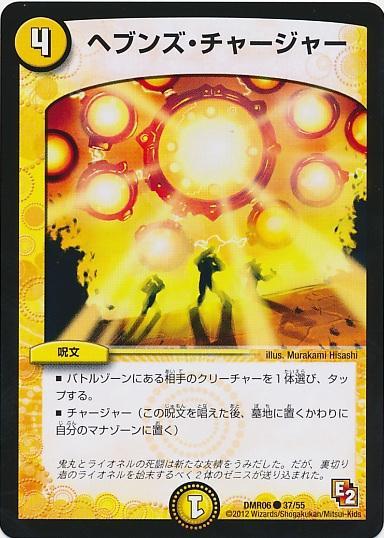 4 ヘブンズ・チャージャー
illus. Murakami Hisashi
呪文
■ バトルゾーンにある相手のクリーチャーを1体選び、タッ
プする。
■ チャージャー（この呪文を唱えた後、墓地に置くかわりに
自分のマナゾーンに置く）
鬼丸とライオネルの死闘は新たな友情をうみだした。だが、裏切り
者のライオネルを始末するべく2体のゼニスが送り込まれた。
1
E2
DMR06 ● 37/55
©2012 Wizards/Shogakukan/Mitsui-Kids